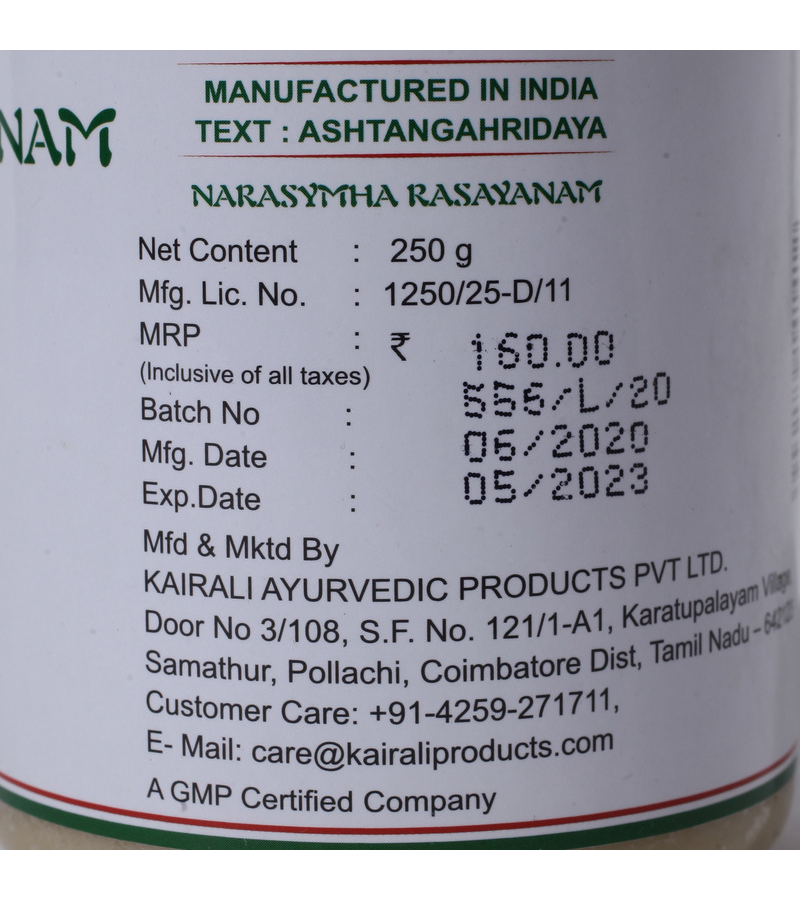 NAM
MANUFACTURED IN INDIA
TEXT : ASHTANGAHRIDAYA
NARASYMHA RASAYANAM
Net Content : 250 g
Mfg. Lic. No. : 1250/25-D/11
MRP : ₹ 160.00
(Inclusive of all taxes)
Batch No : 556/L/20
Mfg. Date : 06/2020
Exp.Date : 05/2023
Mfd & Mktd By
KAIRALI AYURVEDIC PRODUCTS PVT LTD.
Door No 3/108, S.F. No. 121/1-A1, Karatupalayam Village,
Samathur, Pollachi, Coimbatore Dist, Tamil Nadu –
Customer Care: +91-4259-271711,
E- Mail: care@kairaliproducts.com
A GMP Certified Company